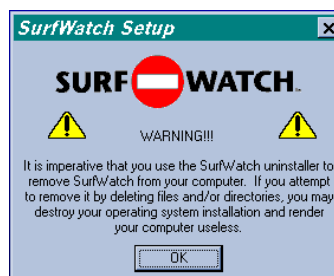 SurfWatch Setup
SURF WATCH
WARNING!!!
It is imperative that you use the SurfWatch uninstaller to
remove SurfWatch from your computer. If you attempt
to remove it by deleting files and/or directories, you may
destroy your operating system installation and render
your computer useless.
OK